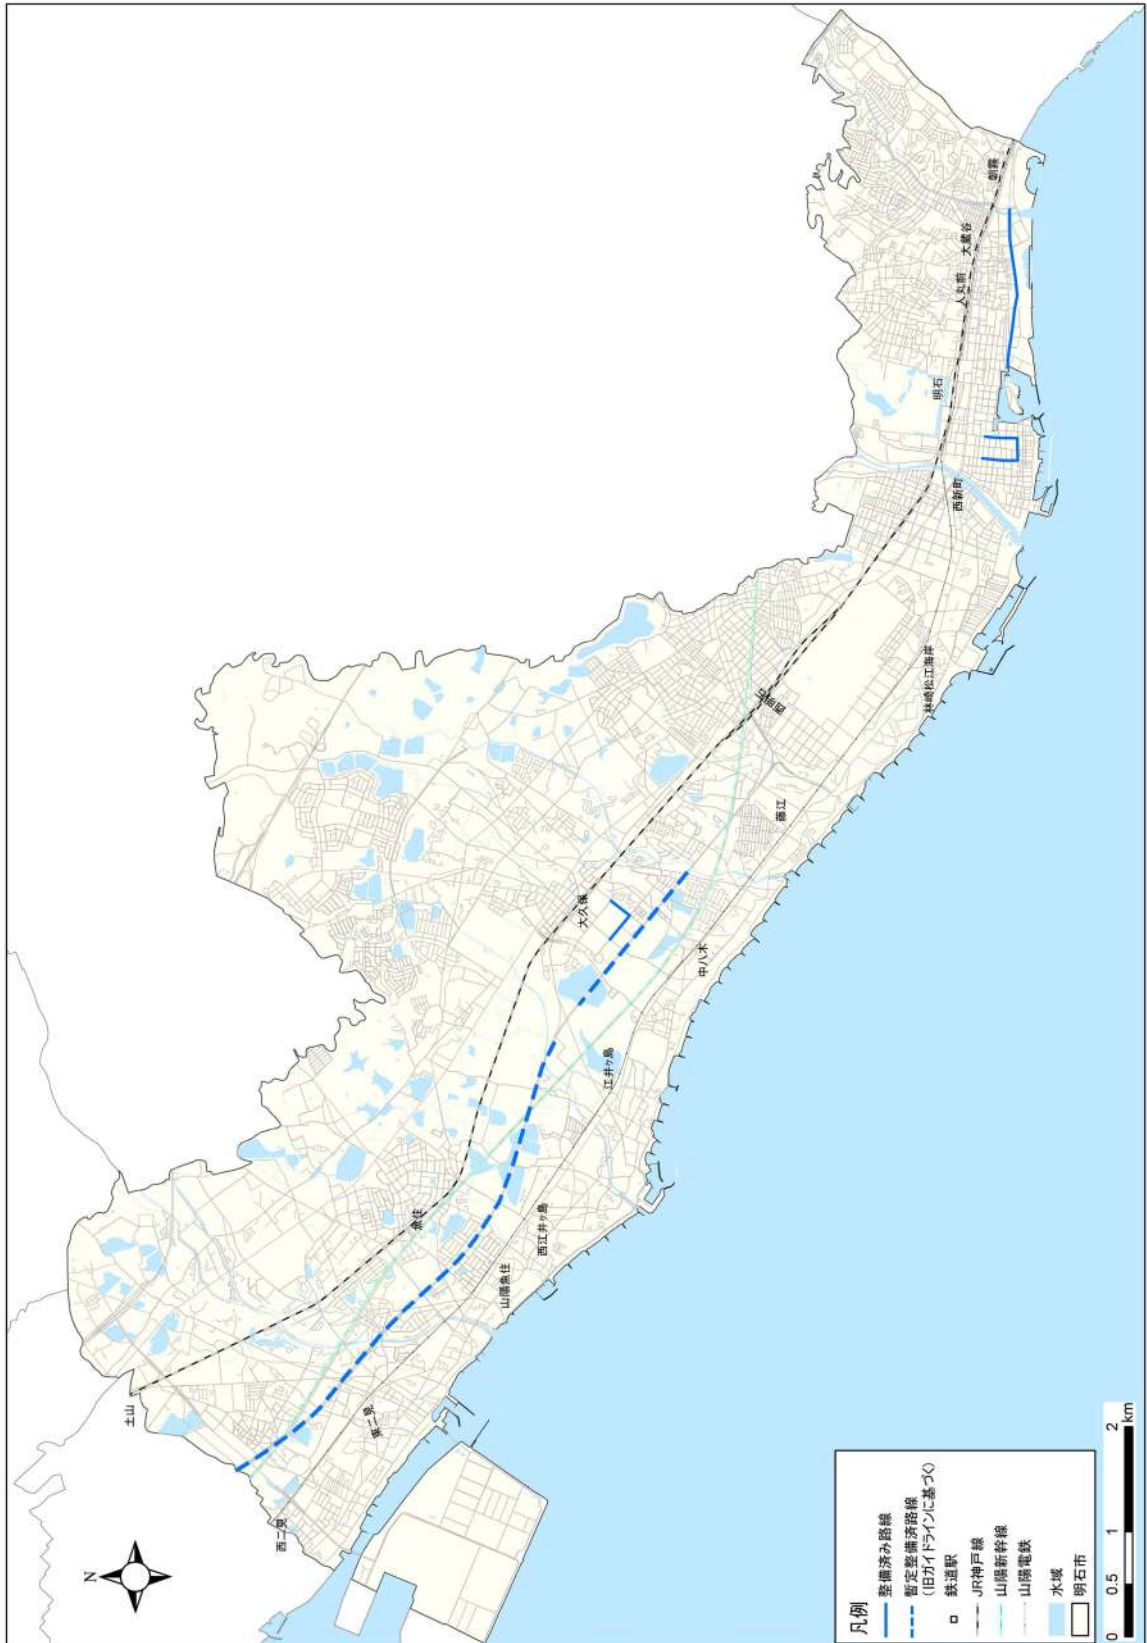 N
土山
西二見
東二見
魚住
山陽魚住
西江井ヶ島
江井ヶ島
大久保
中八木
藤江
西明石
林崎松江海岸
西新町
明石
人丸前
大蔵谷
朝霧
凡例
整備済み路線
暫定整備済路線
(旧ガイドラインに基づく)
鉄道駅
JR神戸線
山陽新幹線
山陽電鉄
水域
明石市
0 0.5 1 2
km